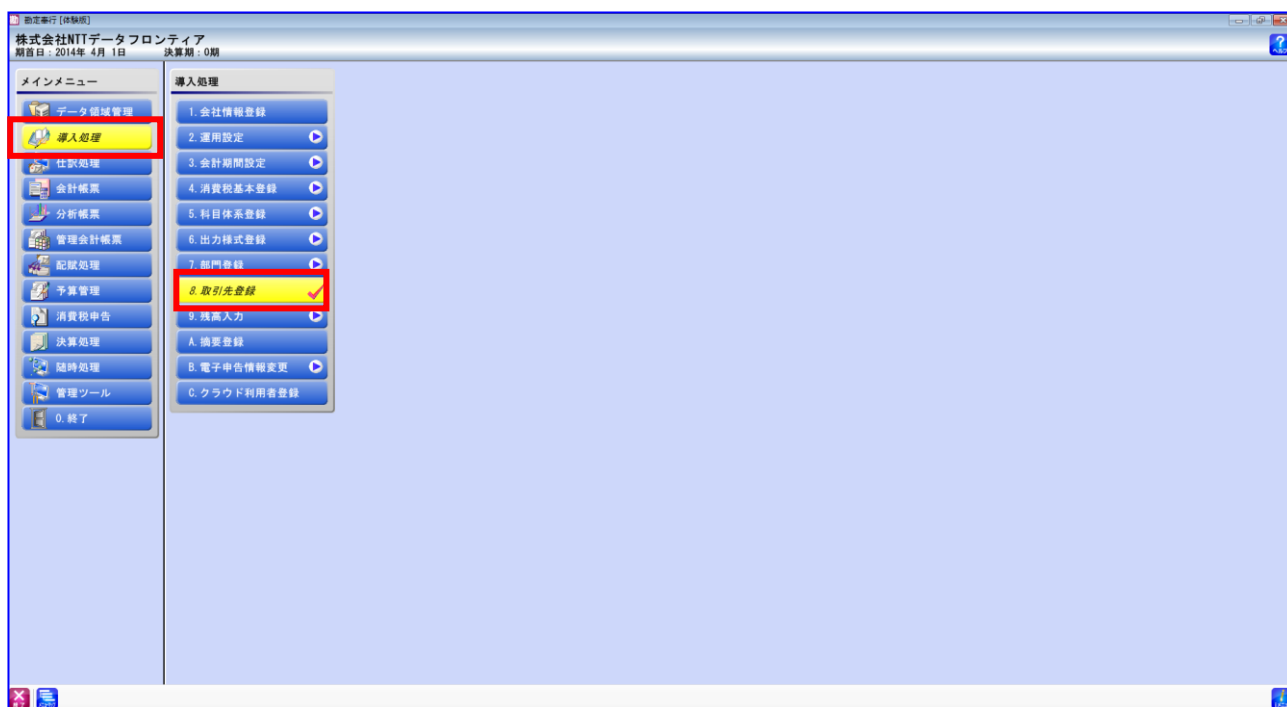 勘定奉行 [体験版]
株式会社NTTデータフロンティア
期首日：2014年 4月 1日 決算期：0期
ヘルプ
メインメニュー
データ領域管理
導入処理
仕訳処理
会計帳票
分析帳票
管理会計帳票
配賦処理
予算管理
消費税申告
決算処理
随時処理
管理ツール
0. 終了
導入処理
1. 会社情報登録
2. 運用設定
3. 会計期間設定
4. 消費税基本登録
5. 科目体系登録
6. 出力様式登録
7. 部門登録
8. 取引先登録
9. 残高入力
A. 摘要登録
B. 電子申告情報変更
C. クラウド利用者登録
終了